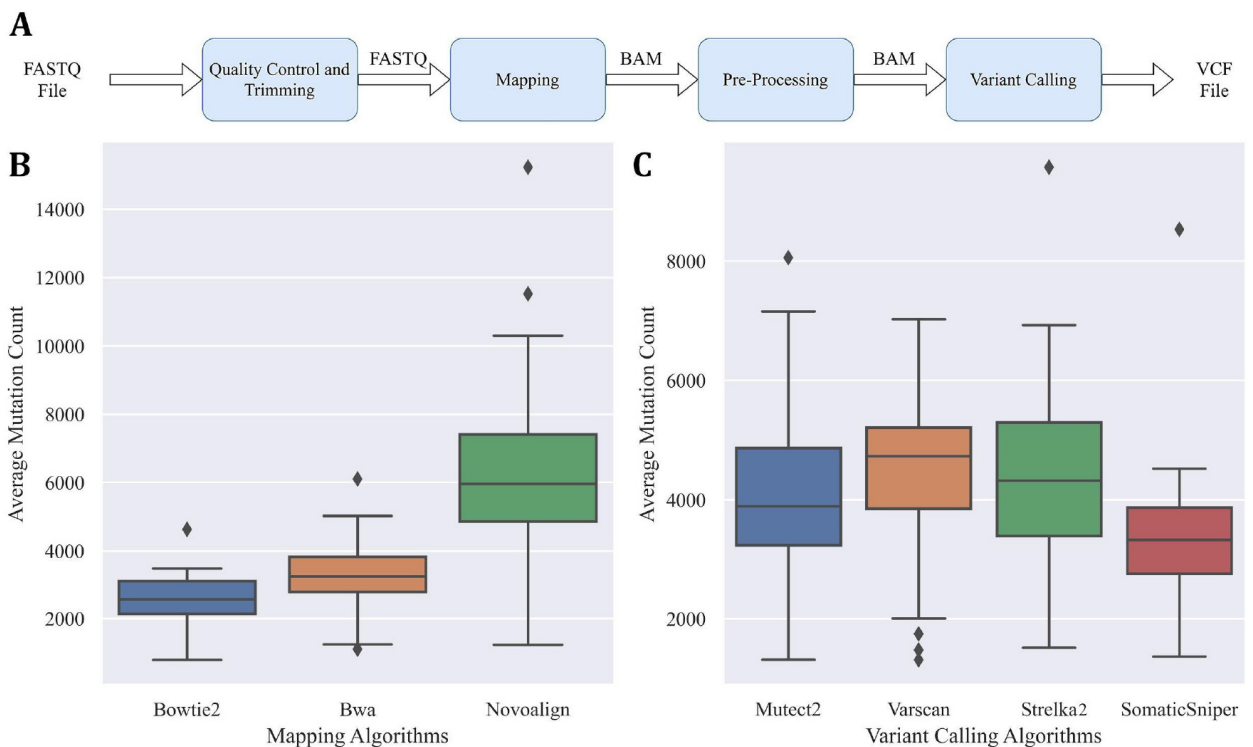 A
FASTQ
File
Quality Control and
Trimming
FASTQ
Mapping
BAM
Pre-Processing
BAM
Variant Calling
VCF
File
B
Average Mutation Count
14000
12000
10000
8000
6000
4000
2000
Bowtie2
Bwa
Novoalign
Mapping Algorithms
C
Average Mutation Count
8000
6000
4000
2000
Mutect2
Varscan
Strelka2
SomaticSniper
Variant Calling Algorithms